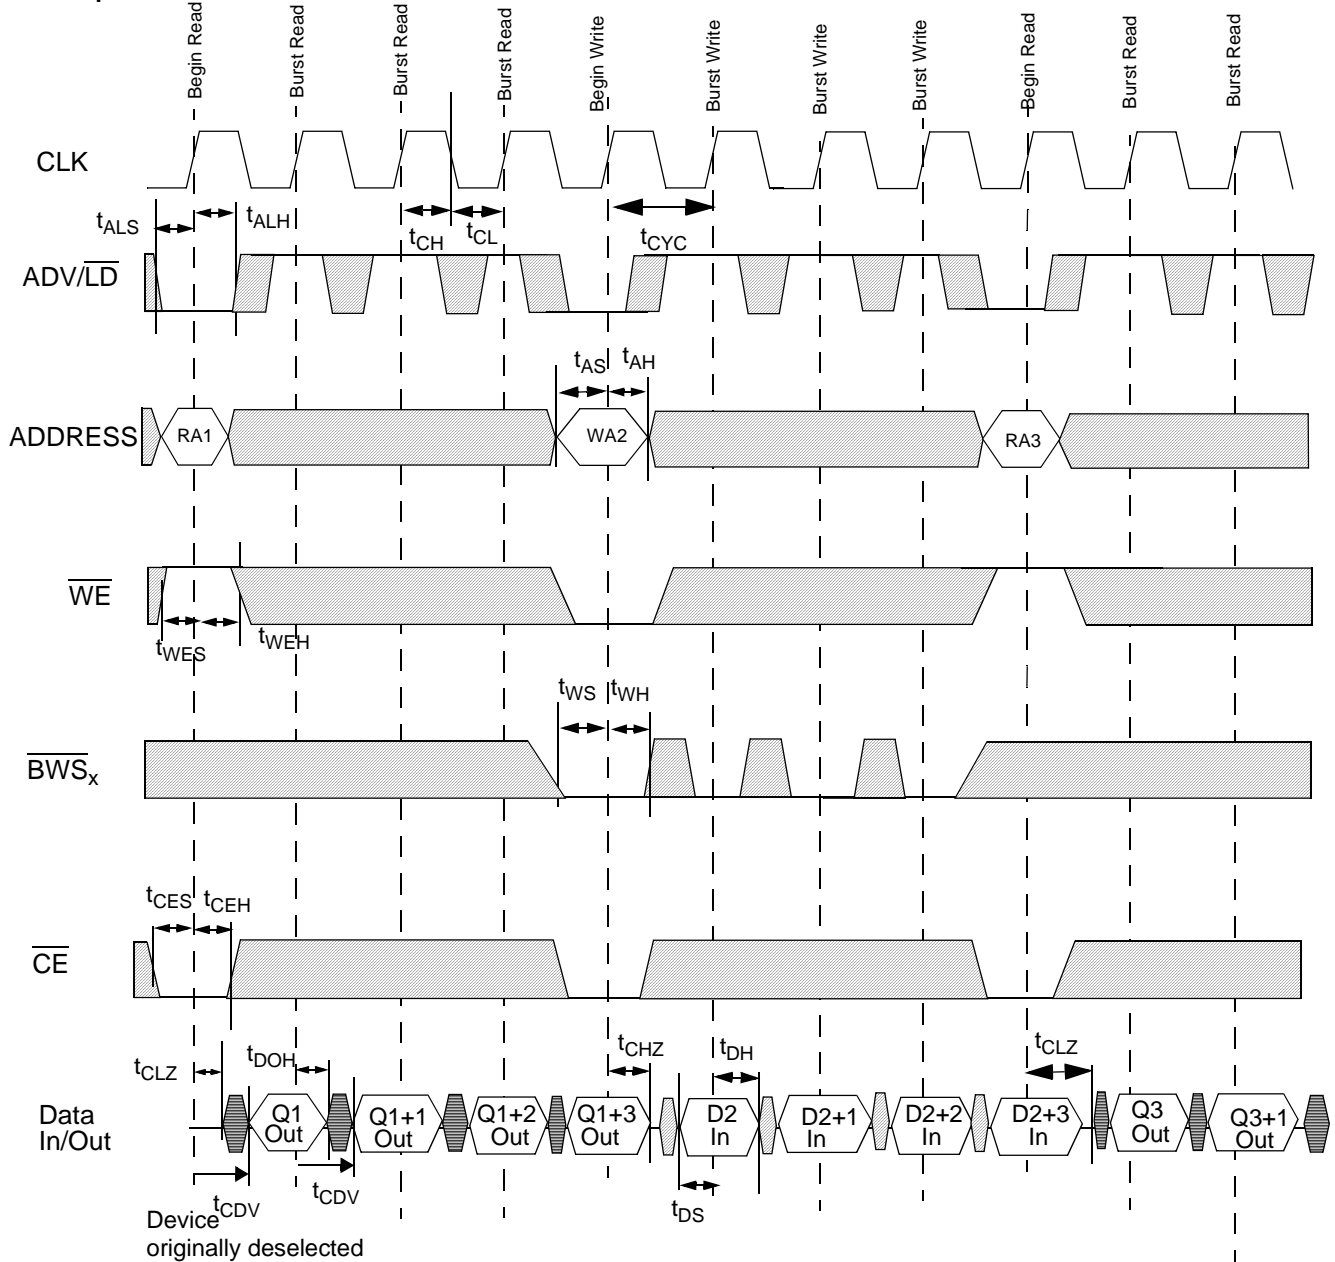 Begin Read
Burst Read
Burst Read
Burst Read
Begin Write
Burst Write
Burst Write
Burst Write
Begin Read
Burst Read
Burst Read
CLK
tALS
tALH
tCH
tCL
tCYC
ADV/LD
tAS
tAH
ADDRESS
RA1
WA2
RA3
WE
tWES
tWEH
tWS
tWH
BWSx
tCES
tCEH
CE
tCLZ
tDOH
tCHZ
tDH
tCLZ
Data
In/Out
Q1
Out
Q1+1
Out
Q1+2
Out
Q1+3
Out
D2
In
D2+1
In
D2+2
In
D2+3
In
Q3
Out
Q3+1
Out
tCDV
tCDV
tDS
Device
originally deselected